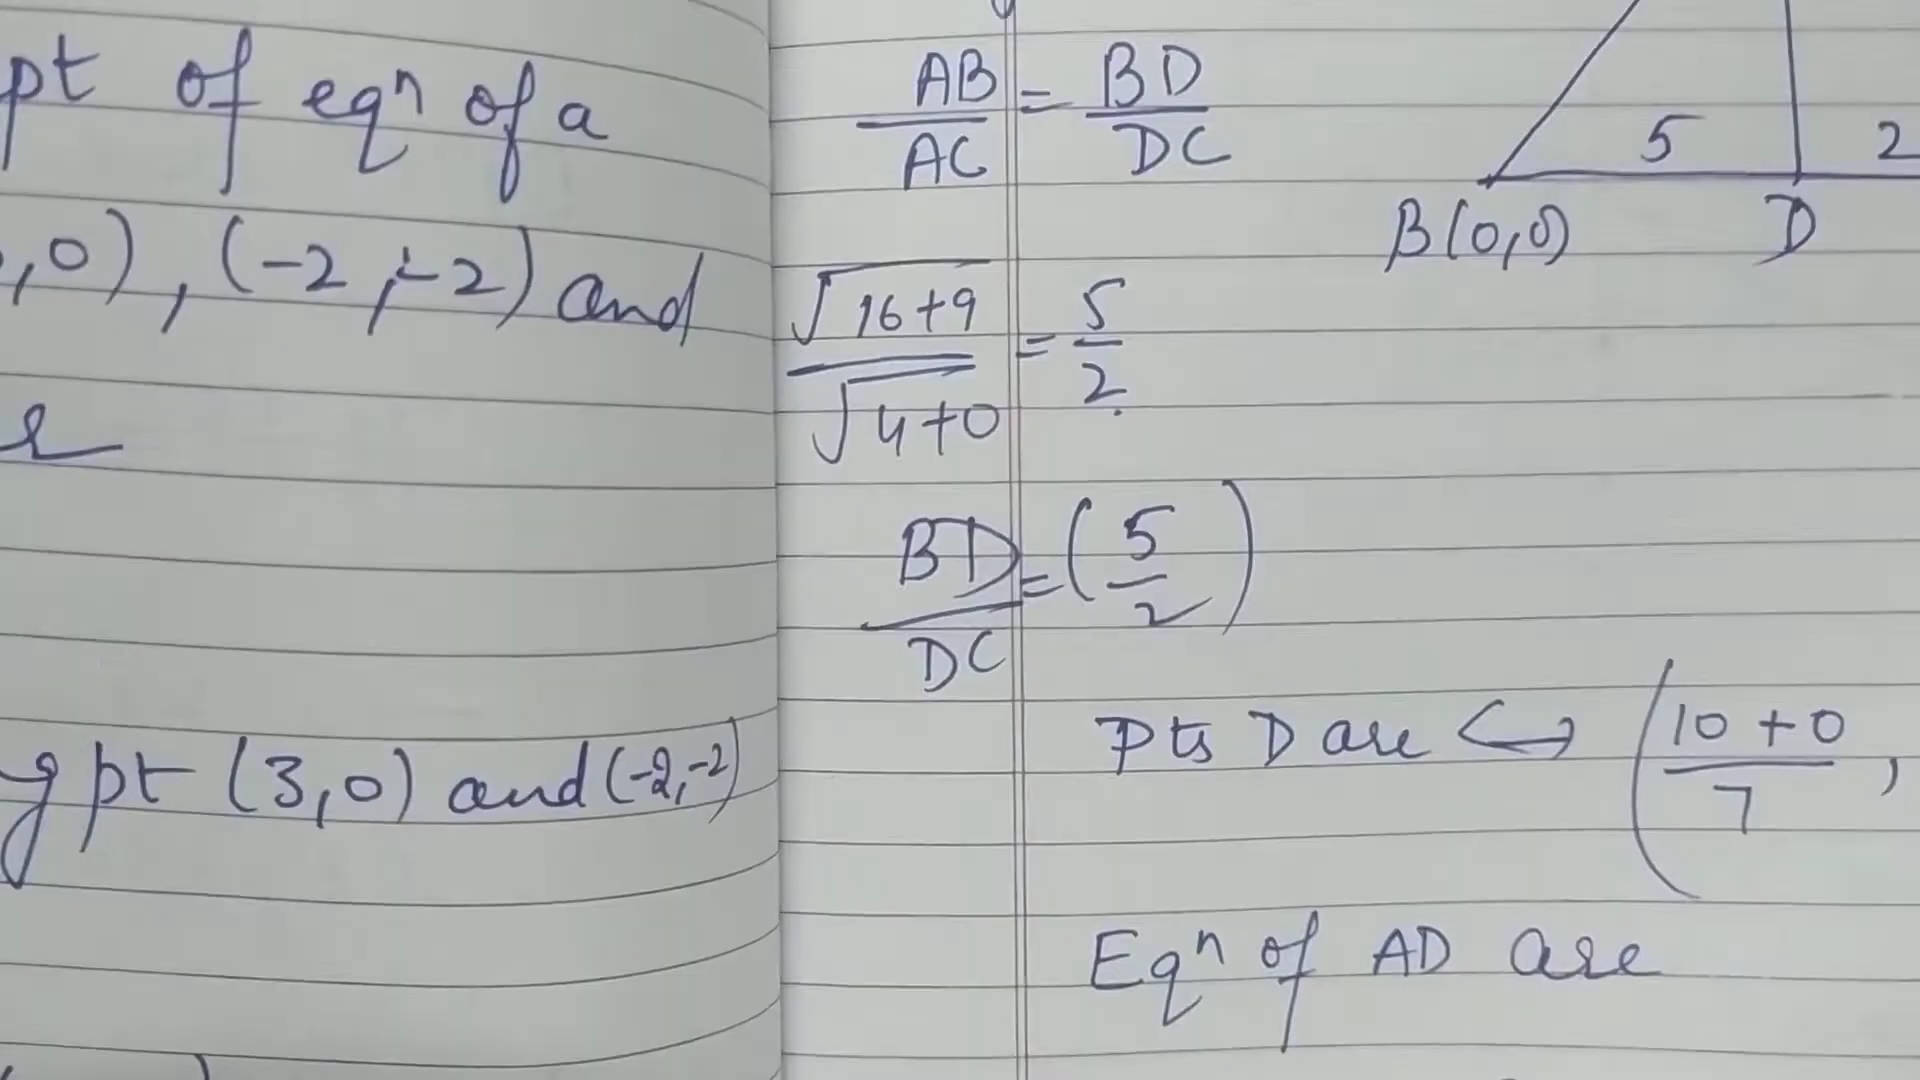 pt of eqn of a
,0), (-2,-2) and
g pt (3,0) and (-2,-2)
AB/AC = BD/DC
√16+9/√4+0 = 5/2
BD/DC = (5/2)
Pts D are ↔ (10+0/7,
Eqn of AD are
5 2
B(0,0) D